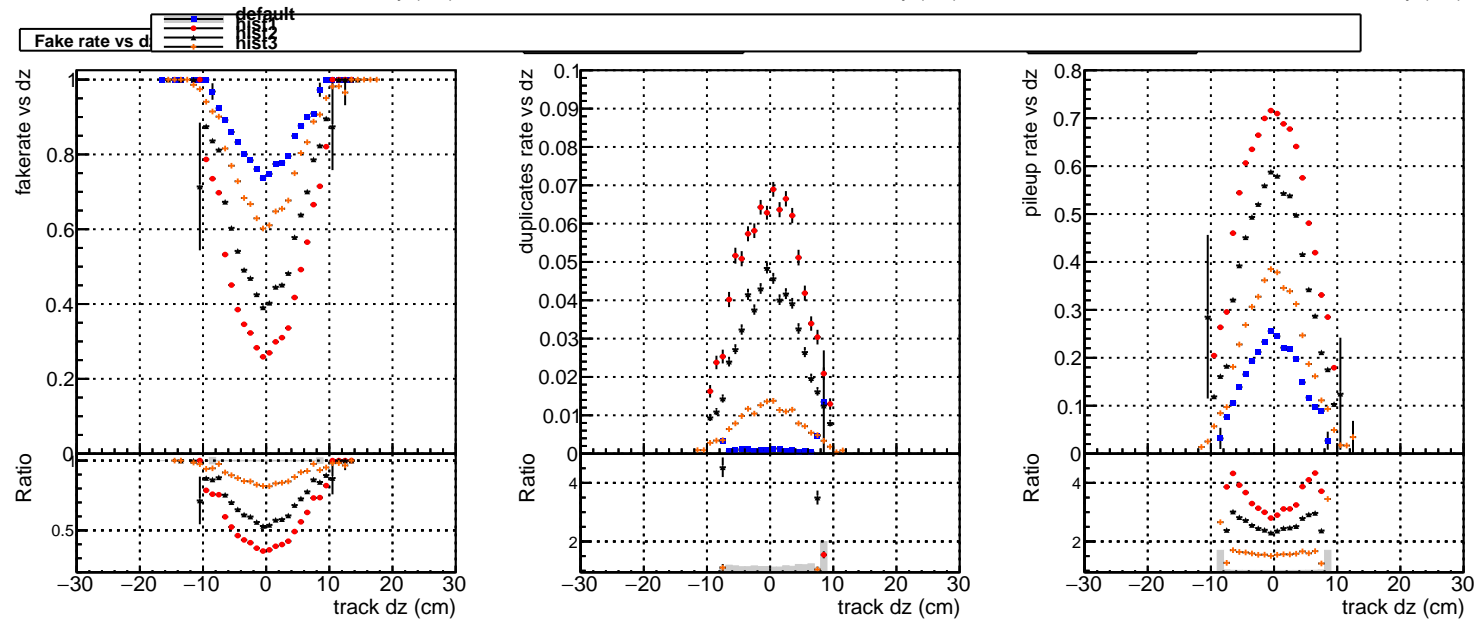 default
hist1
hist2
hist3
Fake rate vs dz
fakerate vs dz
1
0.8
0.6
0.4
0.2
0
Ratio
1
0.5
−30 −20 −10 0 10 20 30
track dz (cm)
duplicates rate vs dz
0.1
0.09
0.08
0.07
0.06
0.05
0.04
0.03
0.02
0.01
0
Ratio
4
2
−30 −20 −10 0 10 20 30
track dz (cm)
pileup rate vs dz
0.8
0.7
0.6
0.5
0.4
0.3
0.2
0.1
0
Ratio
4
2
−30 −20 −10 0 10 20 30
track dz (cm)